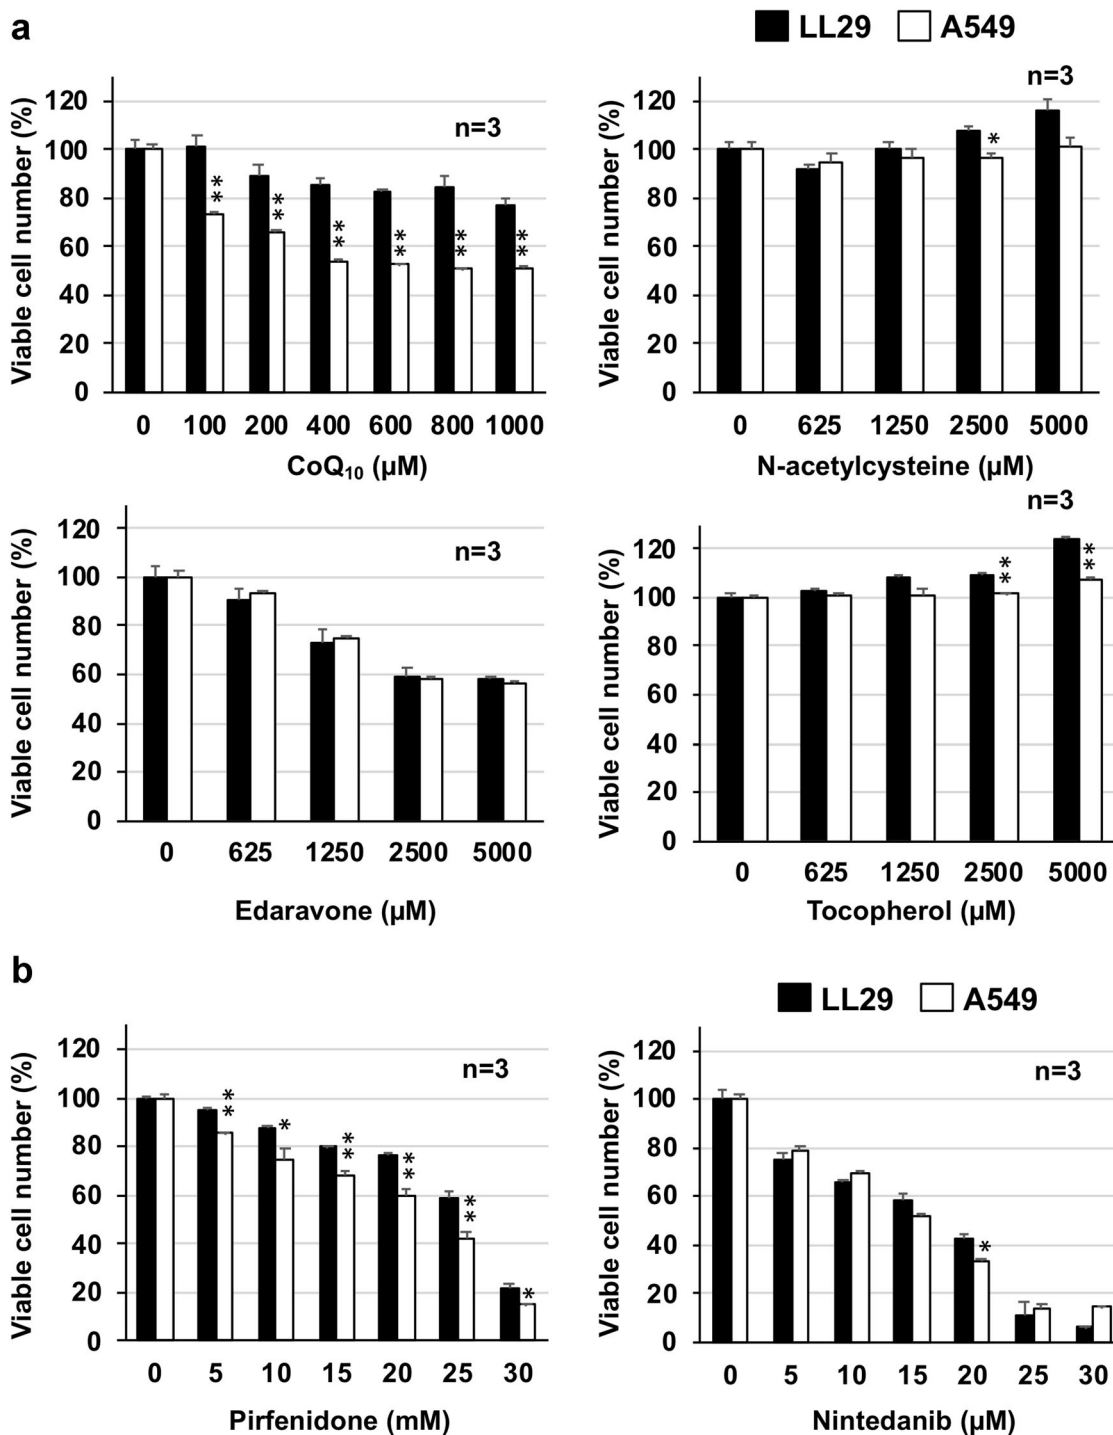 a
LL29 A549
Viable cell number (%)
120
100
80
60
40
20
0
n=3
**
**
**
**
**
**
0 100 200 400 600 800 1000
CoQ₁₀ (µM)
Viable cell number (%)
120
100
80
60
40
20
0
n=3
*
0 625 1250 2500 5000
N-acetylcysteine (µM)
Viable cell number (%)
120
100
80
60
40
20
0
n=3
0 625 1250 2500 5000
Edaravone (µM)
Viable cell number (%)
120
100
80
60
40
20
0
n=3
**
**
0 625 1250 2500 5000
Tocopherol (µM)
b
LL29 A549
Viable cell number (%)
120
100
80
60
40
20
0
n=3
**
*
**
**
**
*
0 5 10 15 20 25 30
Pirfenidone (mM)
Viable cell number (%)
120
100
80
60
40
20
0
n=3
*
0 5 10 15 20 25 30
Nintedanib (µM)